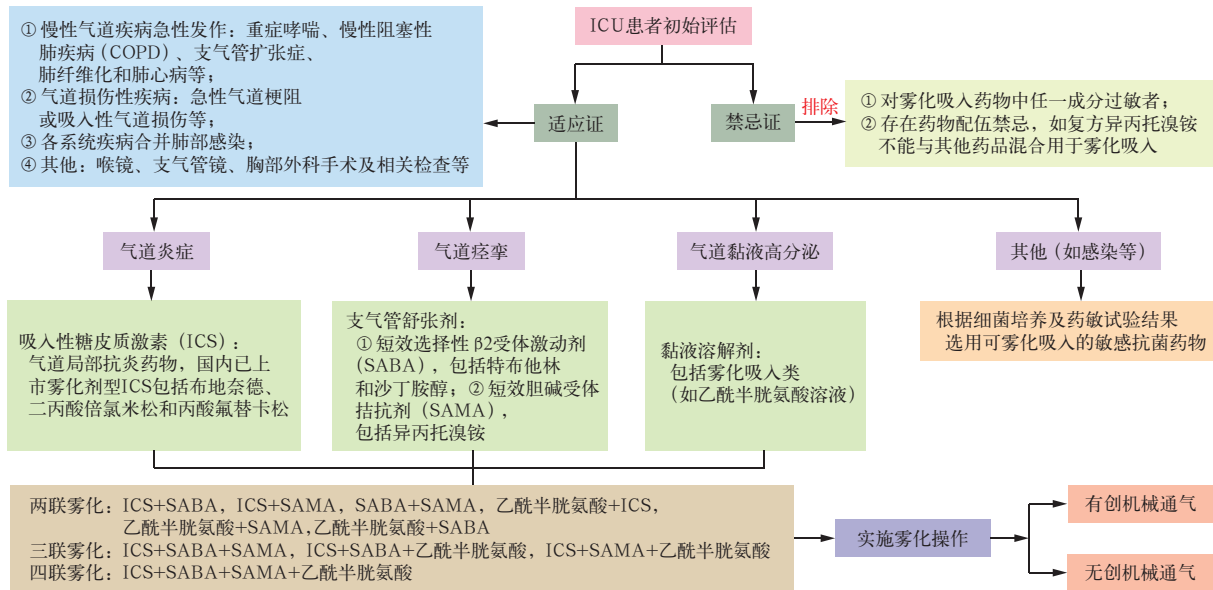 ICU患者初始评估
① 慢性气道疾病急性发作：重症哮喘、慢性阻塞性
肺疾病（COPD）、支气管扩张症、
肺纤维化和肺心病等；
② 气道损伤性疾病：急性气道梗阻
或吸入性气道损伤等；
③ 各系统疾病合并肺部感染；
④ 其他：喉镜、支气管镜、胸部外科手术及相关检查等
适应证
禁忌证
排除
① 对雾化吸入药物中任一成分过敏者；
② 存在药物配伍禁忌，如复方异丙托溴铵
不能与其他药品混合用于雾化吸入
气道炎症
气道痉挛
气道黏液高分泌
其他（如感染等）
吸入性糖皮质激素（ICS）：
气道局部抗炎药物，国内已上
市雾化剂型ICS包括布地奈德、
二丙酸倍氯米松和丙酸氟替卡松
支气管舒张剂：
① 短效选择性 β2受体激动剂
（SABA），包括特布他林
和沙丁胺醇；② 短效胆碱受体
拮抗剂（SAMA），
包括异丙托溴铵
黏液溶解剂：
包括雾化吸入类
（如乙酰半胱氨酸溶液）
根据细菌培养及药敏试验结果
选用可雾化吸入的敏感抗菌药物
两联雾化：ICS+SABA，ICS+SAMA，SABA+SAMA，乙酰半胱氨酸+ICS，
乙酰半胱氨酸+SAMA，乙酰半胱氨酸+SABA
三联雾化：ICS+SABA+SAMA，ICS+SABA+乙酰半胱氨酸，ICS+SAMA+乙酰半胱氨酸
四联雾化：ICS+SABA+SAMA+乙酰半胱氨酸
实施雾化操作
有创机械通气
无创机械通气